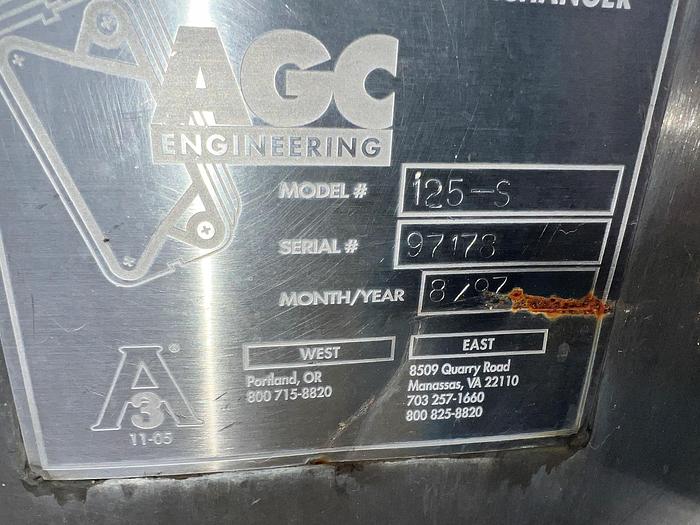 AGC
ENGINEERING
MODEL # 125-S
SERIAL # 97178
MONTH/YEAR 8/97
WEST
Portland, OR
800 715-8820
EAST
8509 Quarry Road
Manassas, VA 22110
703 257-1660
800 825-8820
A
3
®
11-05